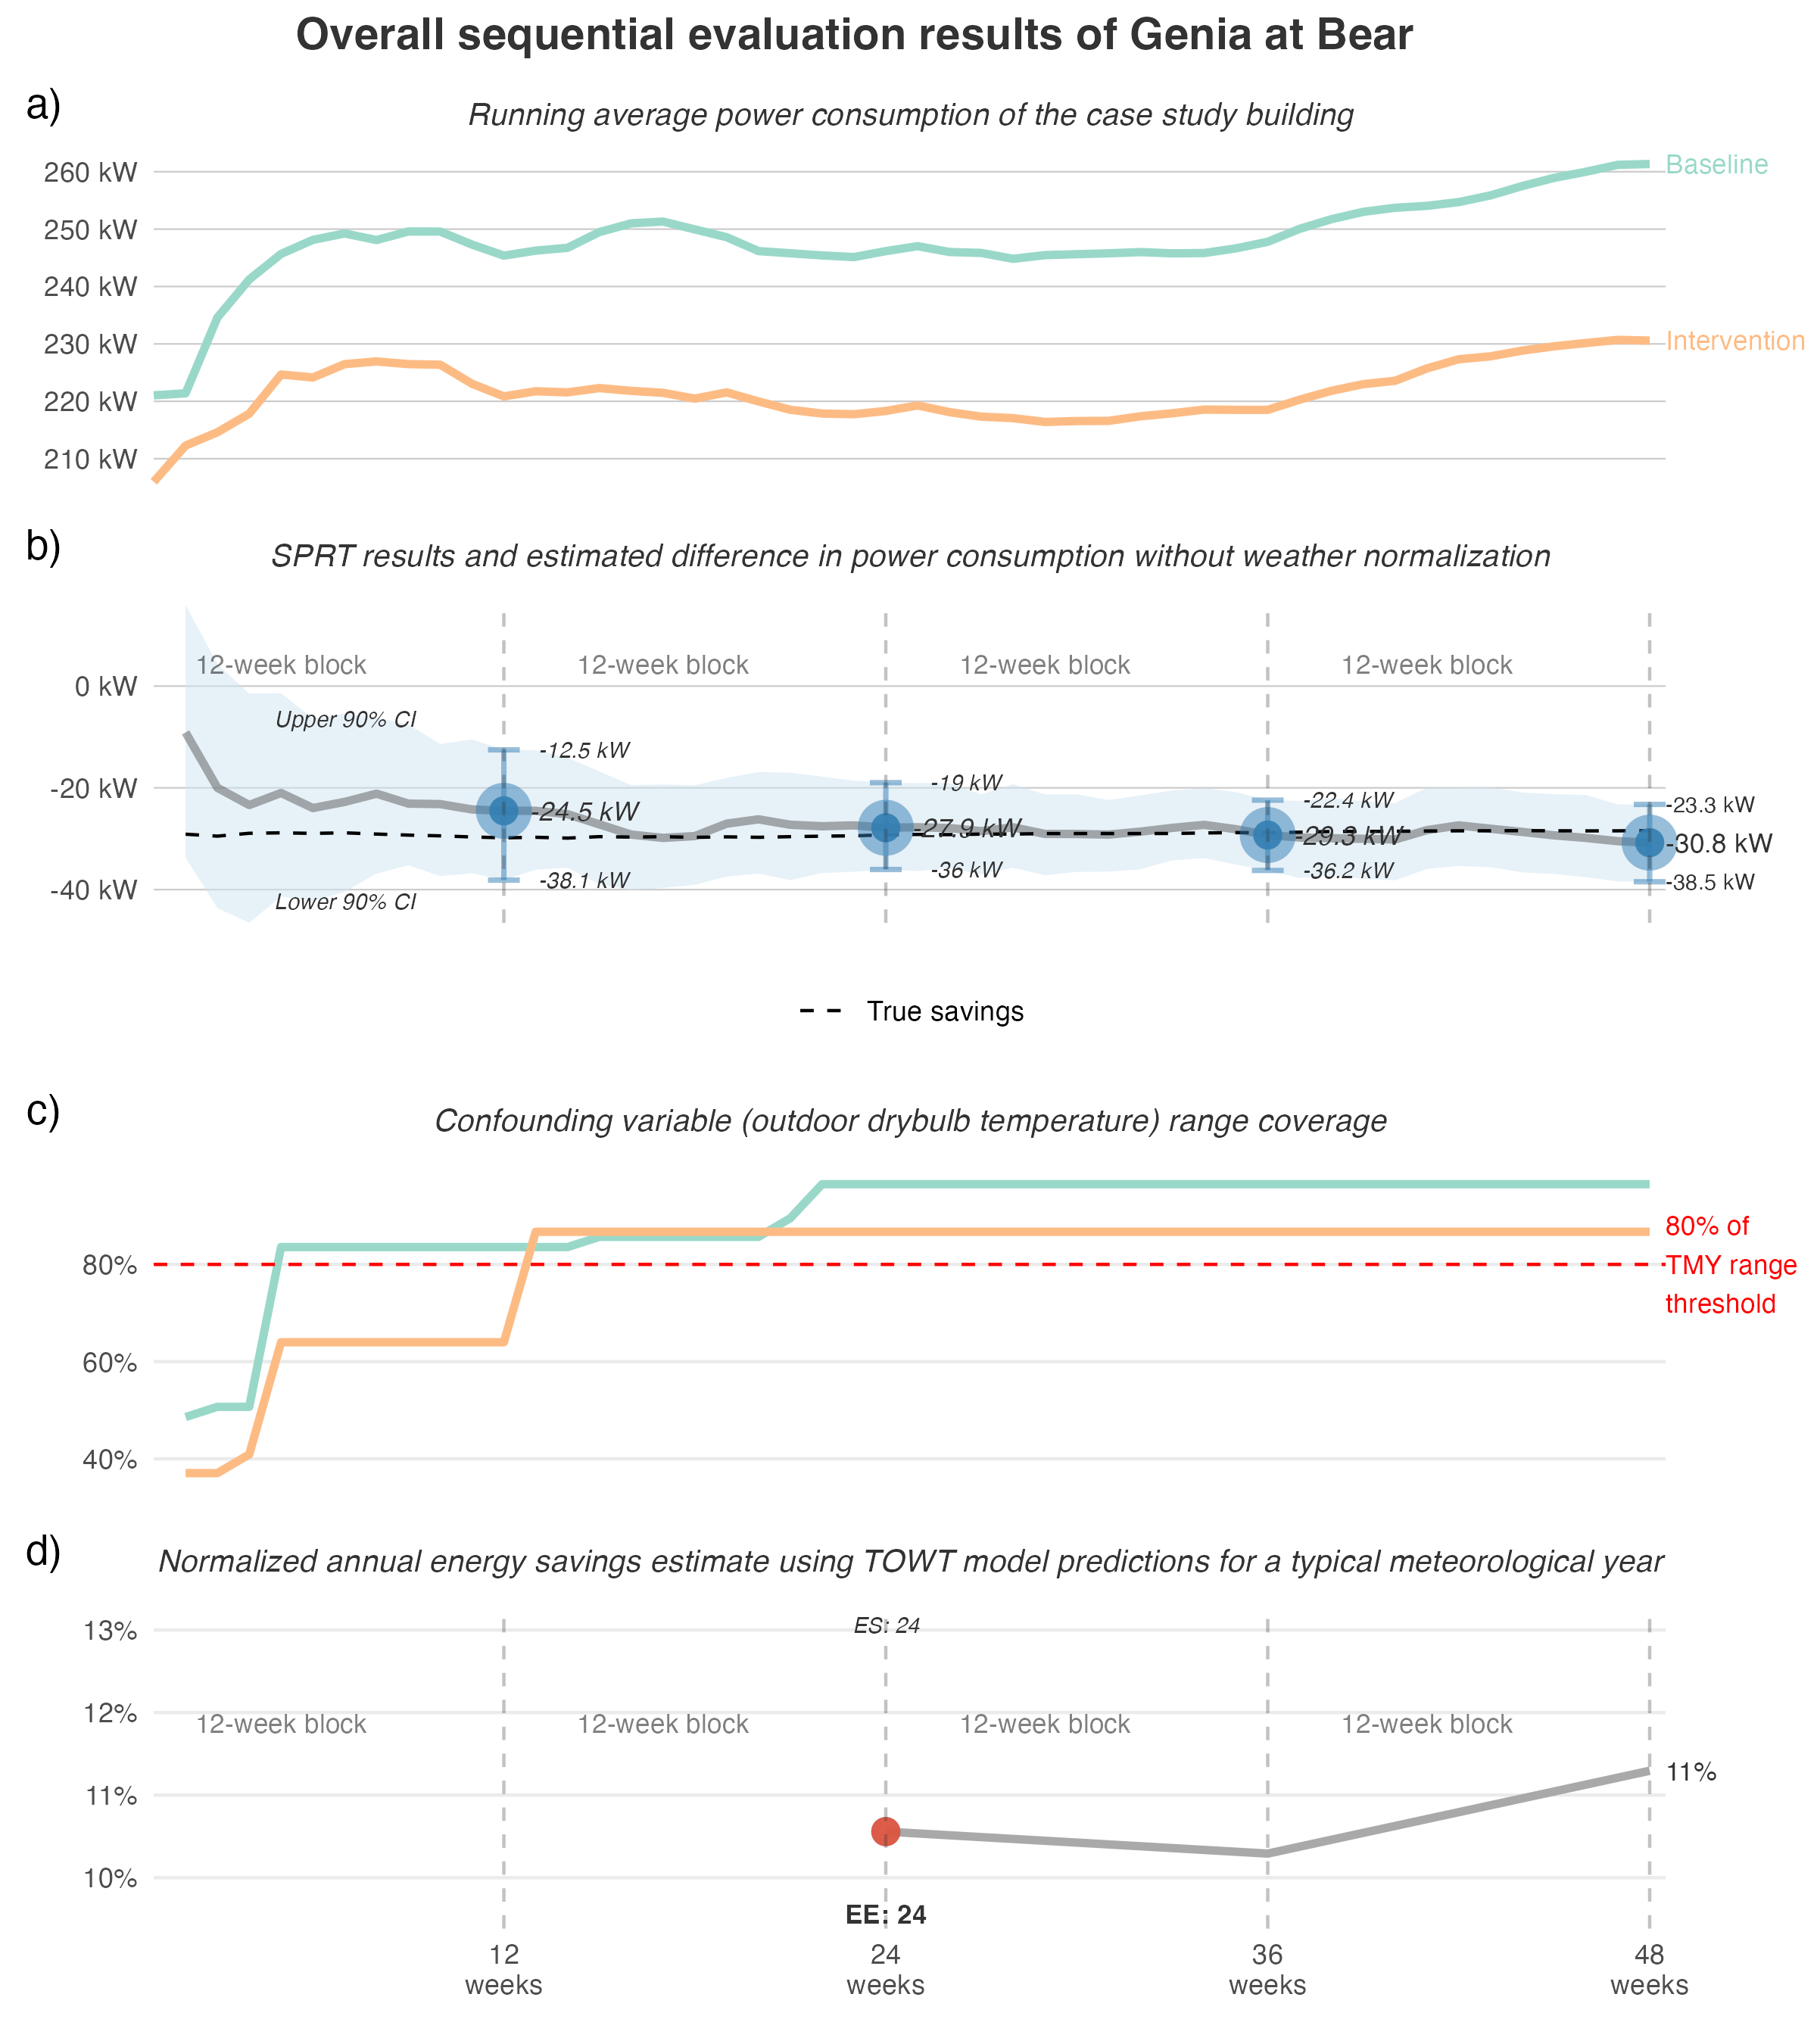 Overall sequential evaluation results of Genia at Bear
a)
Running average power consumption of the case study building
260 kW
250 kW
240 kW
230 kW
220 kW
210 kW
Baseline
Intervention
b)
SPRT results and estimated difference in power consumption without weather normalization
12-week block
12-week block
12-week block
12-week block
0 kW
-20 kW
-40 kW
Upper 90% CI
Lower 90% CI
-12.5 kW
-24.5 kW
-38.1 kW
-19 kW
-27.9 kW
-36 kW
-22.4 kW
-29.3 kW
-36.2 kW
-23.3 kW
-30.8 kW
-38.5 kW
True savings
c)
Confounding variable (outdoor drybulb temperature) range coverage
80%
60%
40%
80% of
TMY range
threshold
d)
Normalized annual energy savings estimate using TOWT model predictions for a typical meteorological year
13%
12%
11%
10%
ES: 24
12-week block
12-week block
12-week block
12-week block
11%
EE: 24
12
weeks
24
weeks
36
weeks
48
weeks